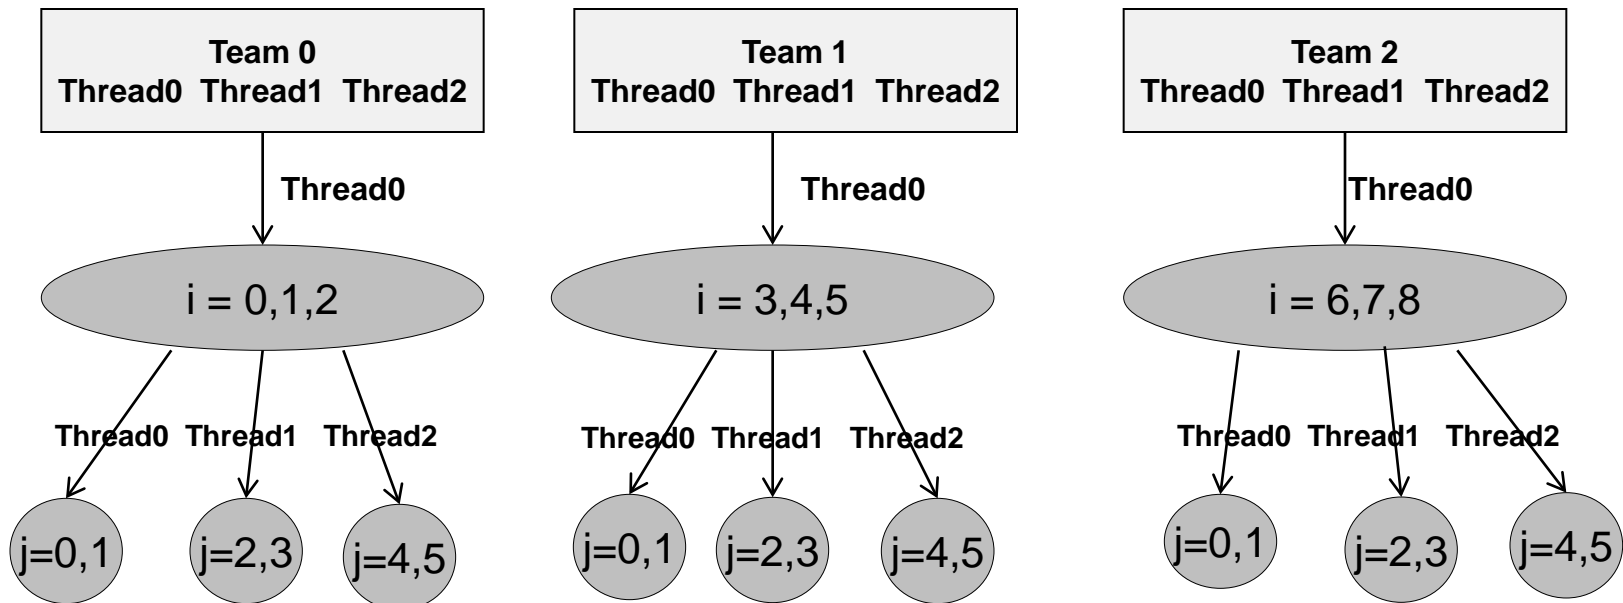 Team 0
Thread0 Thread1 Thread2
Team 1
Thread0 Thread1 Thread2
Team 2
Thread0 Thread1 Thread2
Thread0
Thread0
Thread0
i = 0,1,2
i = 3,4,5
i = 6,7,8
Thread0 Thread1 Thread2
Thread0 Thread1 Thread2
Thread0 Thread1 Thread2
j=0,1
j=2,3
j=4,5
j=0,1
j=2,3
j=4,5
j=0,1
j=2,3
j=4,5